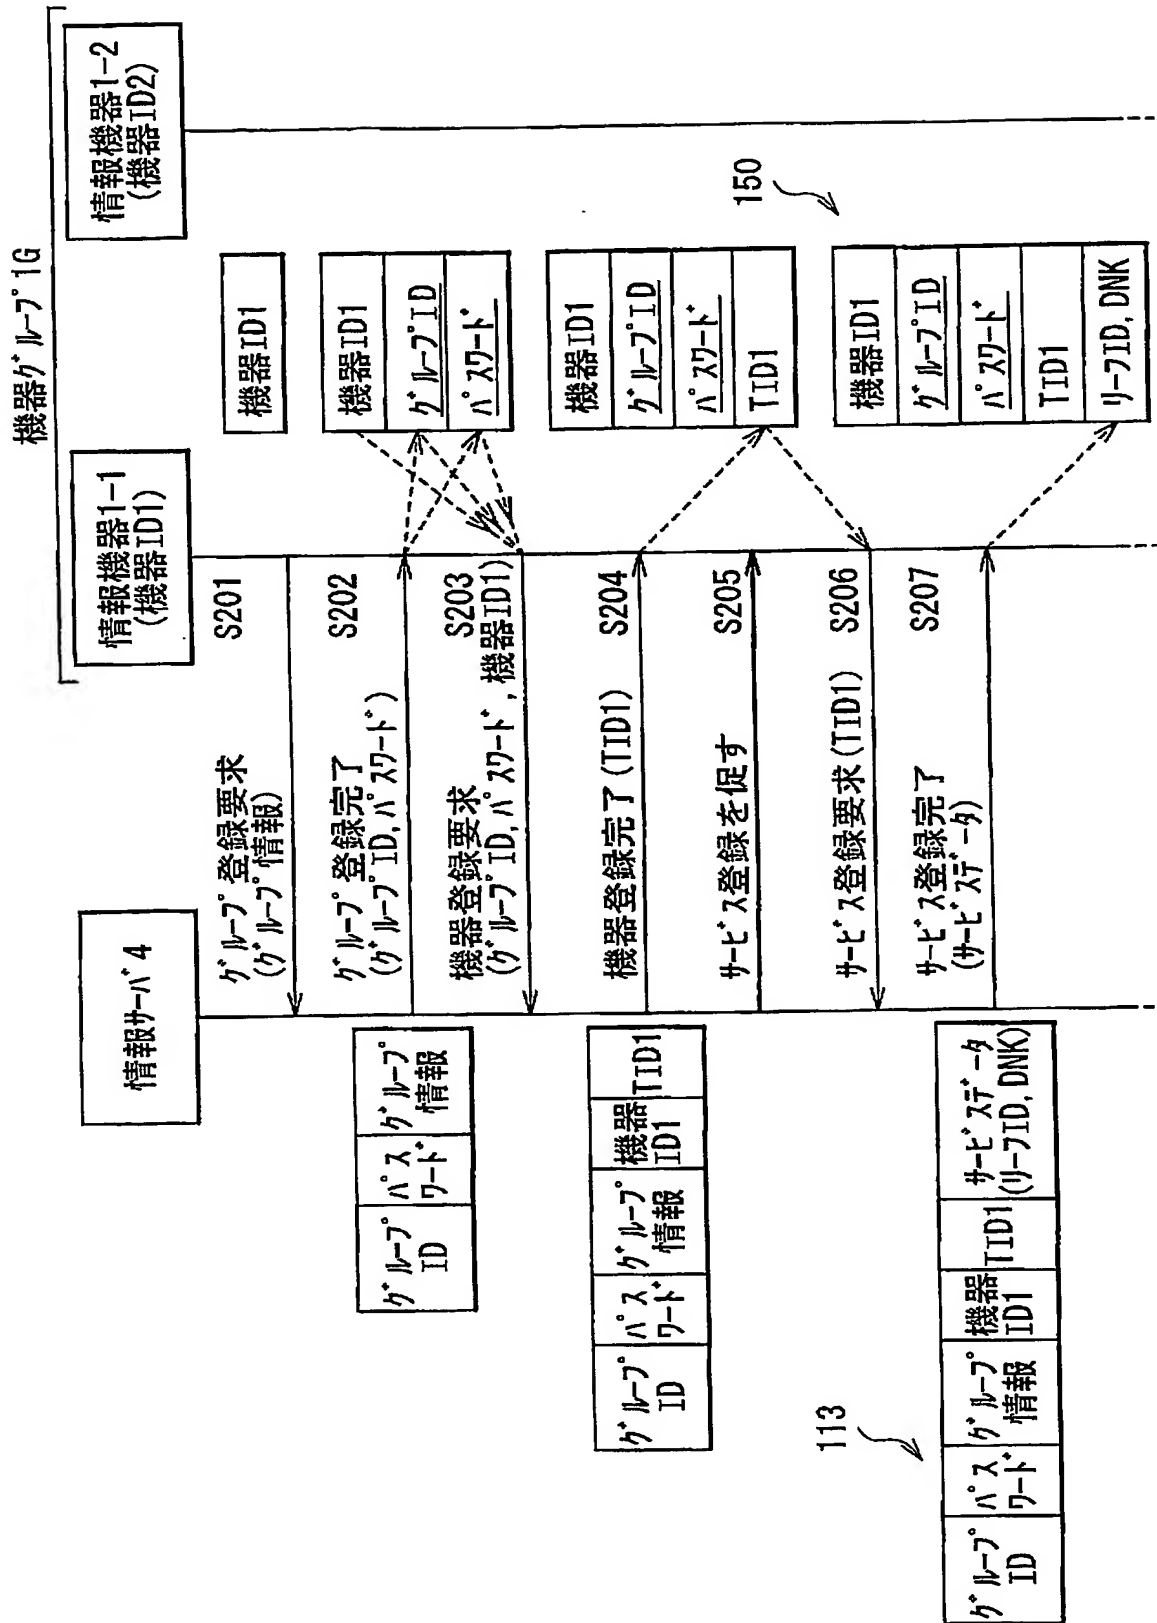 機器グループ1G
情報サーバ4
情報機器1-1
(機器ID1)
情報機器1-2
(機器ID2)
S201
グループ登録要求
(グループ情報)
機器ID1
S202
グループ登録完了
(グループID,パスワード)
グループ
ID
パス
ワード
グループ
情報
機器ID1
グループID
パスワード
S203
機器登録要求
(グループID,パスワード,機器ID1)
S204
機器登録完了(TID1)
グループ
ID
パス
ワード
グループ
情報
機器
ID1
TID1
機器ID1
グループID
パスワード
TID1
S205
サービス登録を促す
S206
サービス登録要求(TID1)
S207
サービス登録完了
(サービスデータ)
113
グループ
ID
パス
ワード
グループ
情報
機器
ID1
TID1
サービスデータ
(リーフID,DNK)
150
機器ID1
グループID
パスワード
TID1
リーフID,DNK